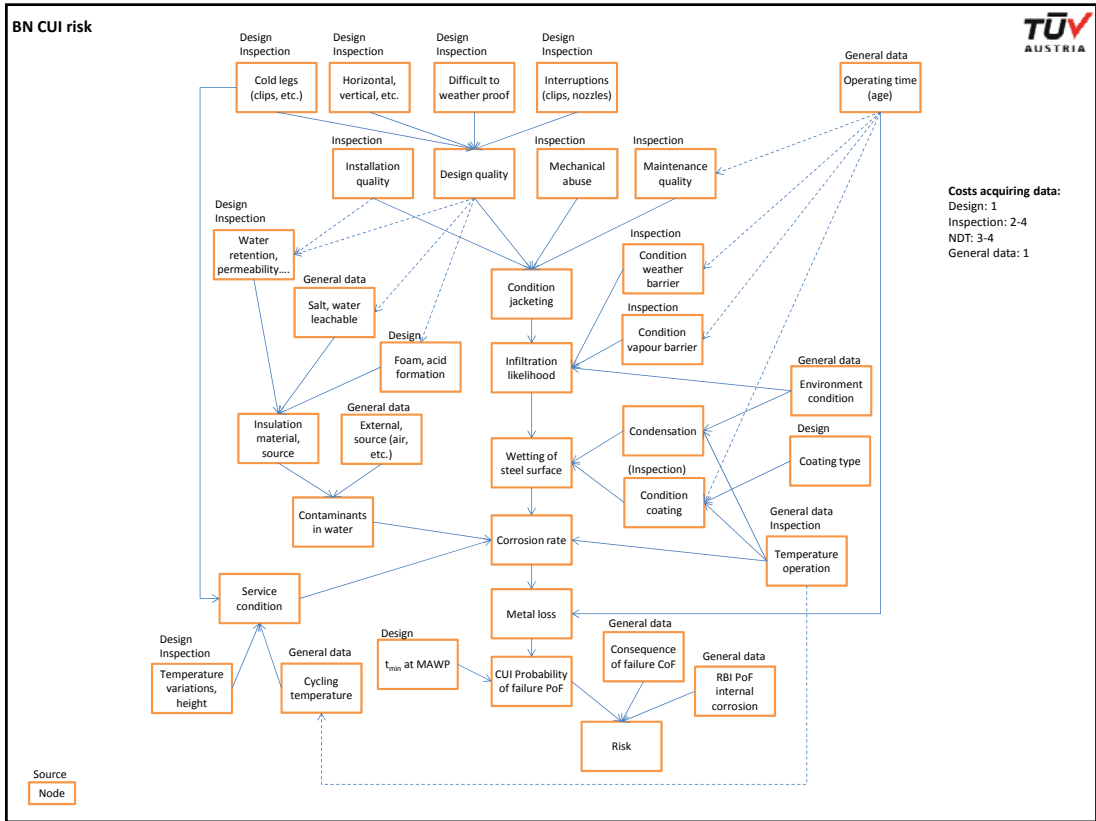 BN CUI risk
TÜV
AUSTRIA
Design
Inspection
Cold legs
(clips, etc.)
Design
Inspection
Horizontal,
vertical, etc.
Design
Inspection
Difficult to
weather proof
Design
Inspection
Interruptions
(clips, nozzles)
General data
Operating time
(age)
Inspection
Installation
quality
Design quality
Inspection
Mechanical
abuse
Inspection
Maintenance
quality
Costs acquiring data:
Design: 1
Inspection: 2-4
NDT: 3-4
General data: 1
Design
Inspection
Water
retention,
permeability….
Inspection
Condition
weather
barrier
General data
Salt, water
leachable
Condition
jacketing
Inspection
Condition
vapour barrier
Design
Foam, acid
formation
Infiltration
likelihood
General data
Environment
condition
Insulation
material,
source
General data
External,
source (air,
etc.)
Condensation
Design
Coating type
Wetting of
steel surface
(Inspection)
Condition
coating
Contaminants
in water
Corrosion rate
General data
Inspection
Temperature
operation
Service
condition
Metal loss
Design
Inspection
Temperature
variations,
height
General data
Cycling
temperature
Design
tmin at MAWP
CUI Probability
of failure PoF
General data
Consequence
of failure CoF
General data
RBI PoF
internal
corrosion
Risk
Source
Node